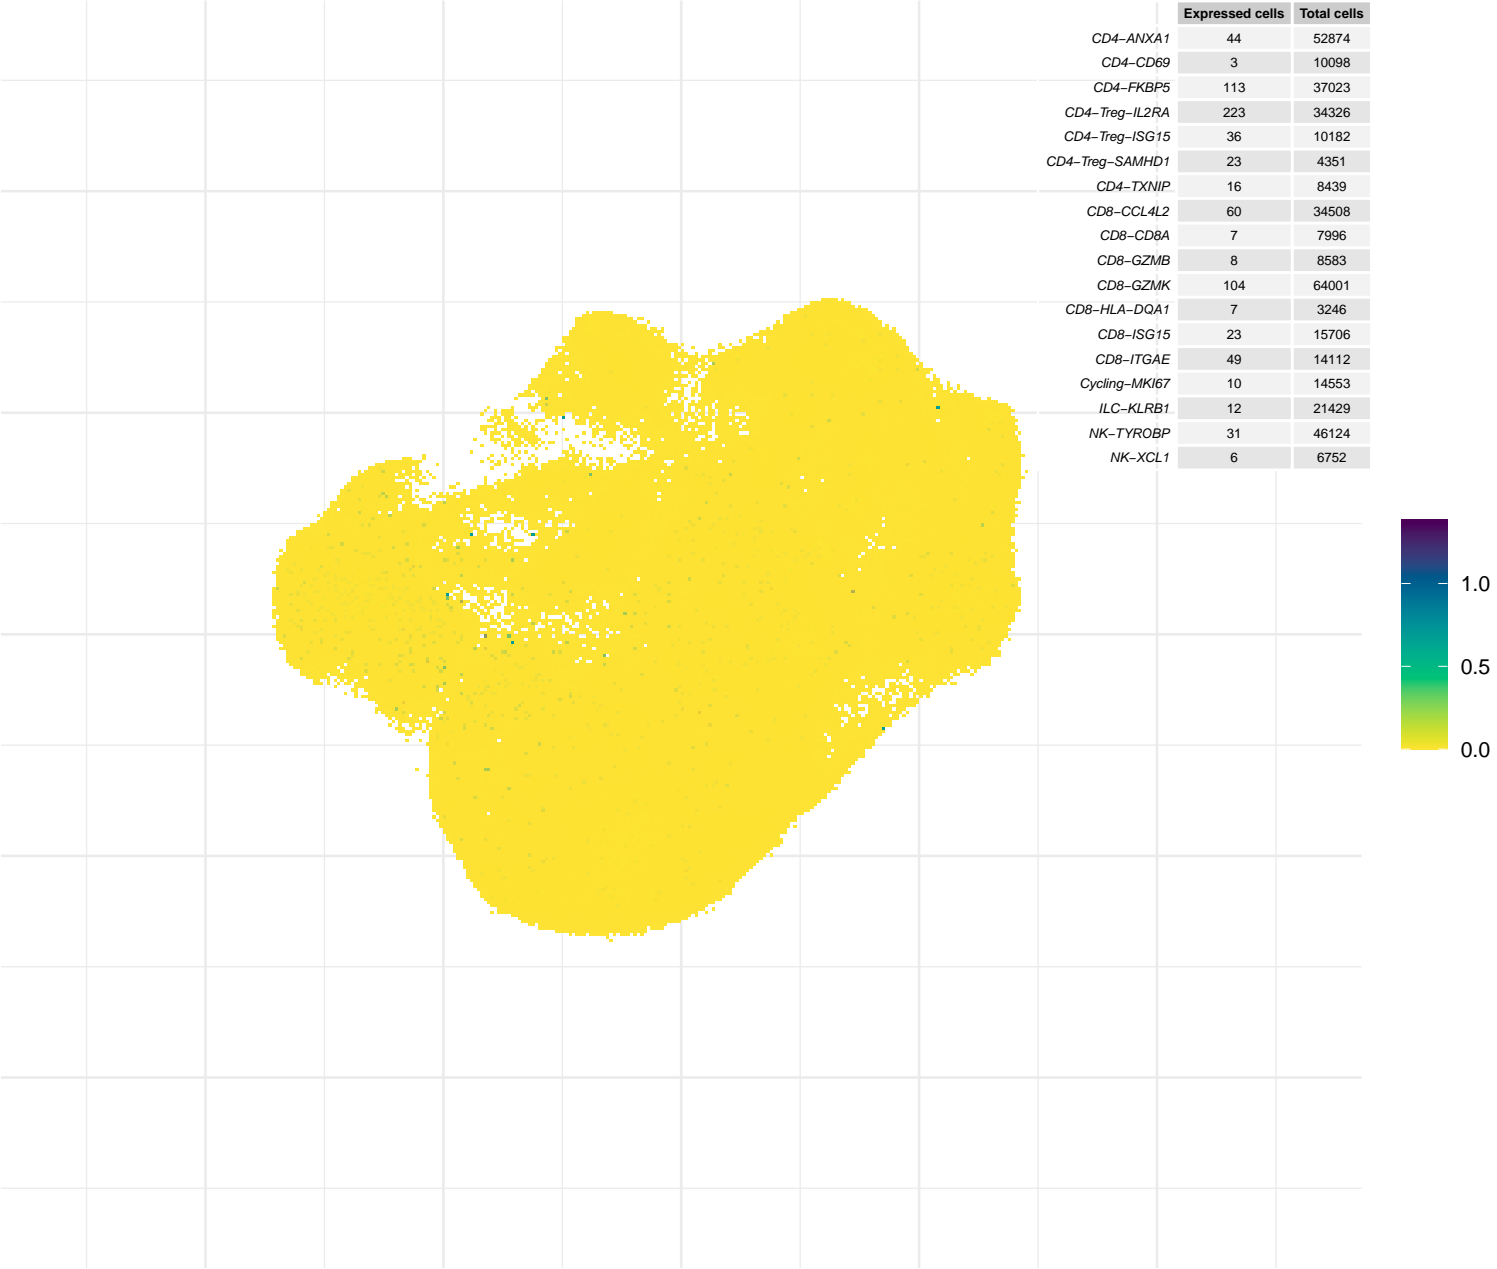 Expressed cells Total cells
CD4−ANXA1 44 52874
CD4−CD69 3 10098
CD4−FKBP5 113 37023
CD4−Treg−IL2RA 223 34326
CD4−Treg−ISG15 36 10182
CD4−Treg−SAMHD1 23 4351
CD4−TXNIP 16 8439
CD8−CCL4L2 60 34508
CD8−CD8A 7 7996
CD8−GZMB 8 8583
CD8−GZMK 104 64001
CD8−HLA−DQA1 7 3246
CD8−ISG15 23 15706
CD8−ITGAE 49 14112
Cycling−MKI67 10 14553
ILC−KLRB1 12 21429
NK−TYROBP 31 46124
NK−XCL1 6 6752
1.0
0.5
0.0